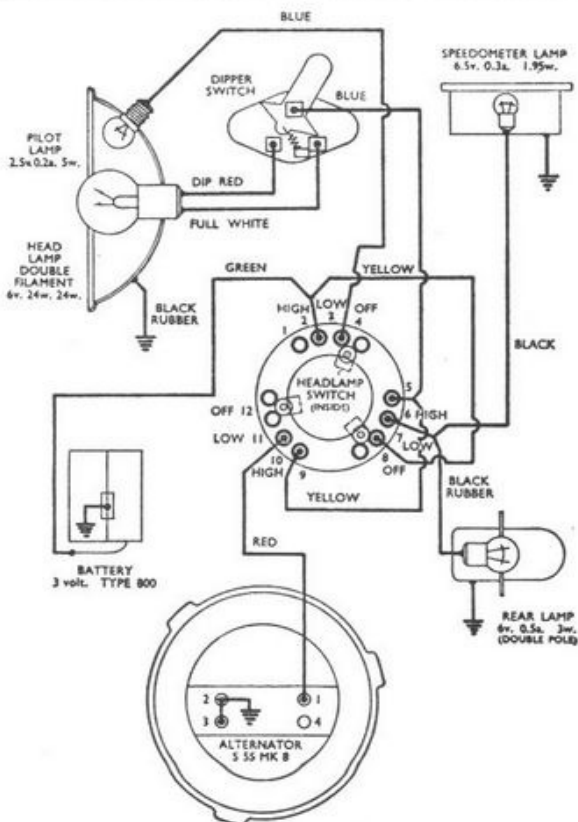 BLUE
SPEEDOMETER LAMP
6.5v. 0.3a. 1.95w.
DIPPER
SWITCH
BLUE
PILOT
LAMP
2.5v. 0.2a. 5w.
DIP RED
FULL WHITE
HEAD
LAMP
DOUBLE
FILAMENT
6v. 24w. 24w.
BLACK
RUBBER
GREEN
YELLOW
HIGH LOW OFF
1 2 3 4
BLACK
HEADLAMP
SWITCH
(INSIDE)
5
6 HIGH
OFF 12
7 LOW
LOW 11
10
HIGH 9
8
OFF
YELLOW
BLACK
RUBBER
RED
BATTERY
3 volt. TYPE 800
REAR LAMP
6v. 0.5a. 3w.
(DOUBLE POLE)
2 1
3 4
ALTERNATOR
S 55 MK 8